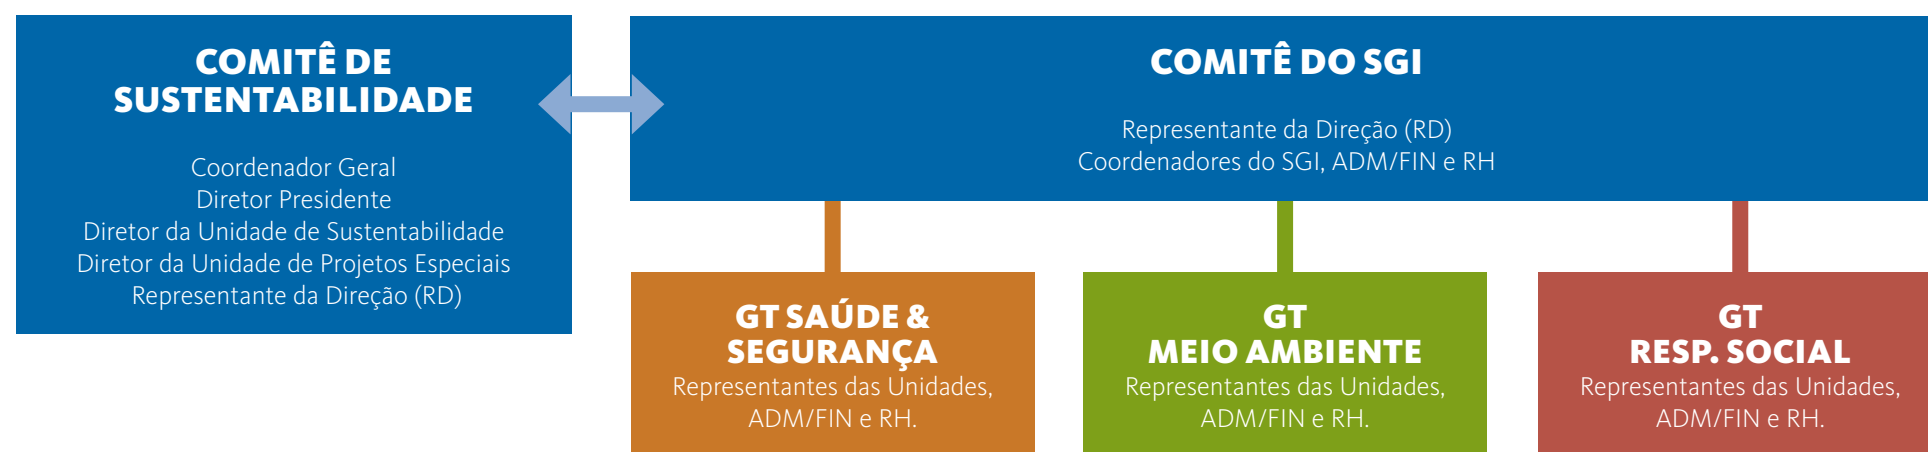 COMITÊ DE
SUSTENTABILIDADE
Coordenador Geral
Diretor Presidente
Diretor da Unidade de Sustentabilidade
Diretor da Unidade de Projetos Especiais
Representante da Direção (RD)
COMITÊ DO SGI
Representante da Direção (RD)
Coordenadores do SGI, ADM/FIN e RH
GT SAÚDE &
SEGURANÇA
Representantes das Unidades,
ADM/FIN e RH.
GT
MEIO AMBIENTE
Representantes das Unidades,
ADM/FIN e RH.
GT
RESP. SOCIAL
Representantes das Unidades,
ADM/FIN e RH.